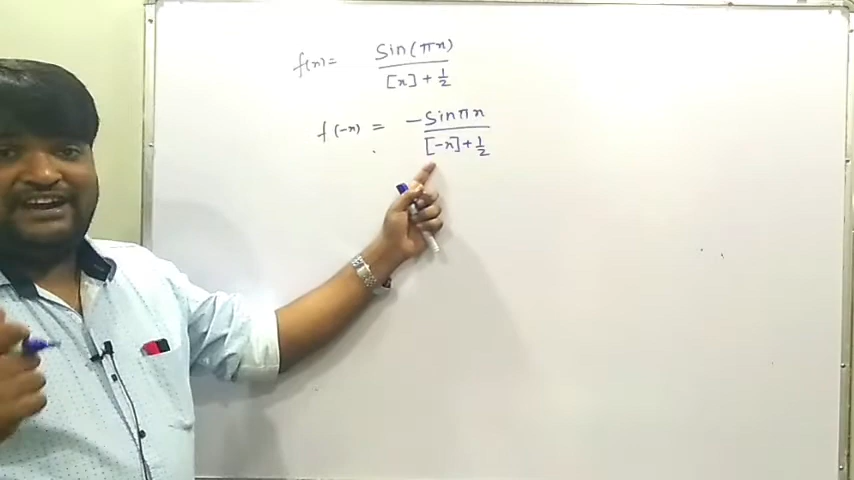 f(x) = Sin(πx) / [x] + 1/2
f(-x) = -Sinπx / [-x] + 1/2